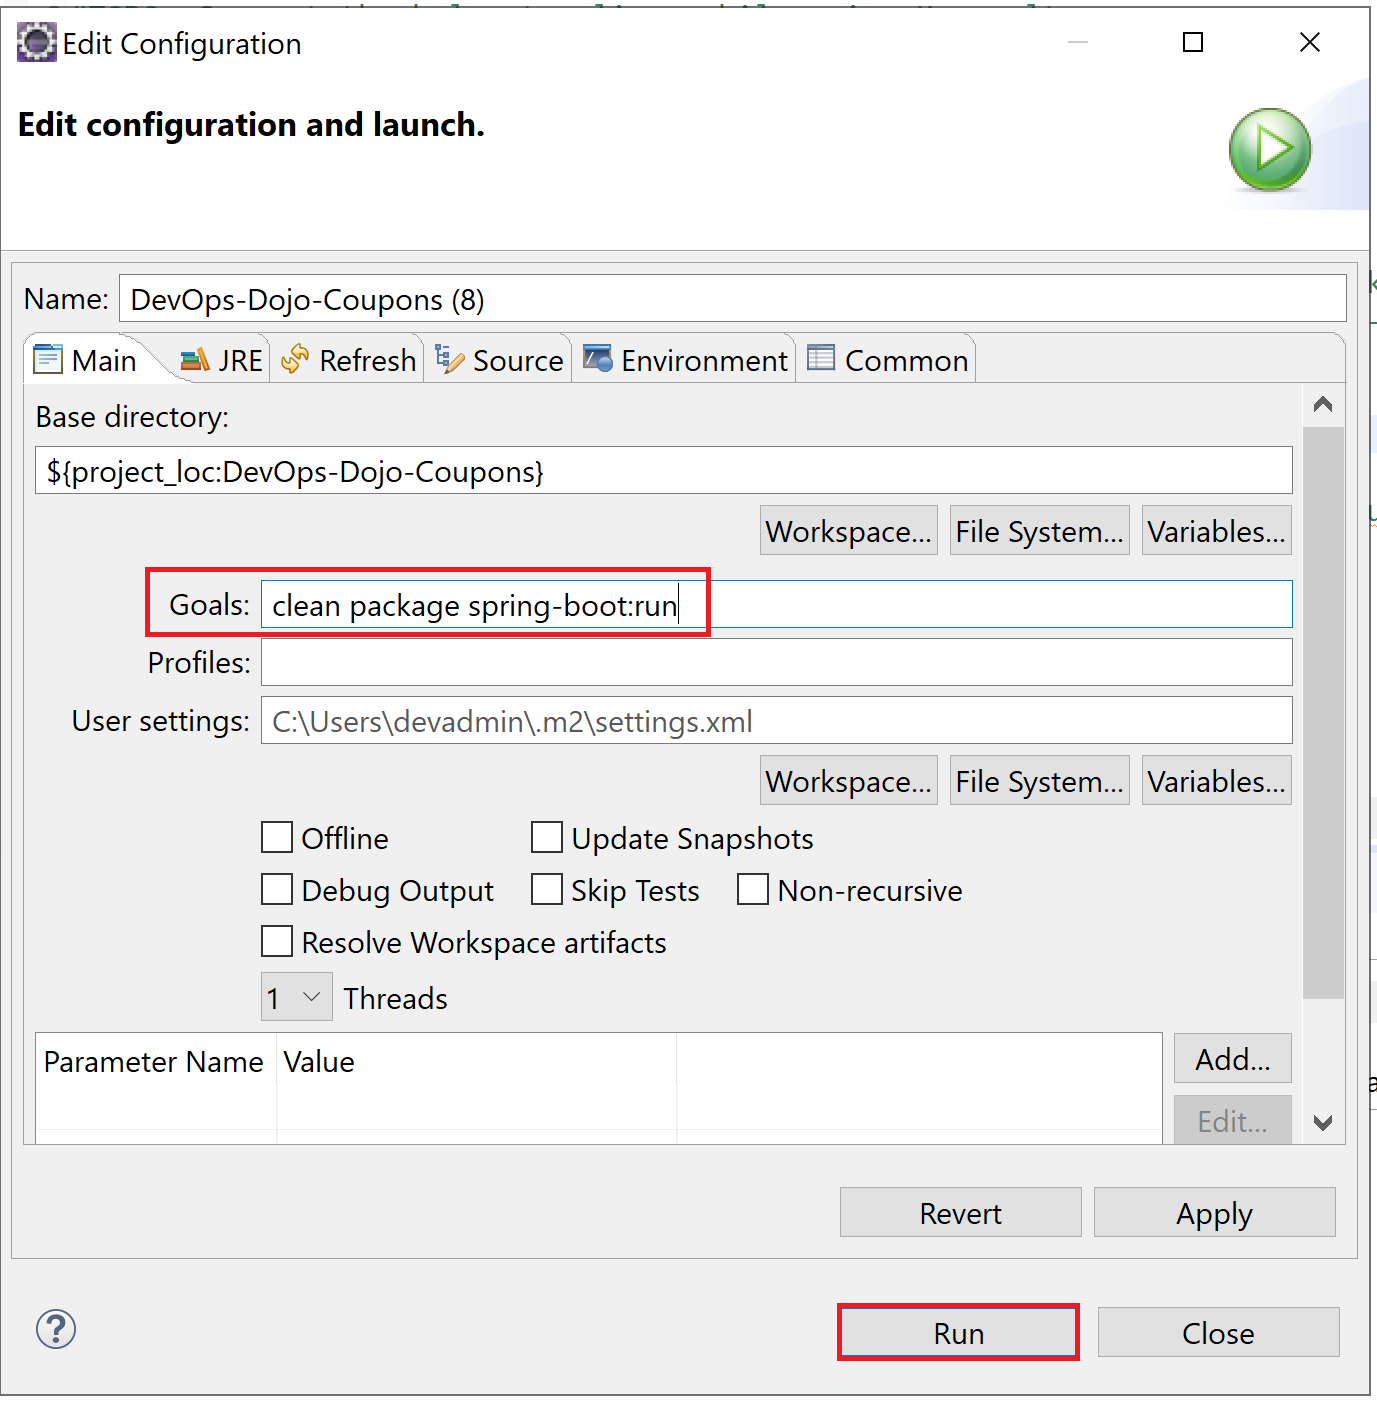 Edit Configuration
Edit configuration and launch.
Name: DevOps-Dojo-Coupons (8)
Main JRE Refresh Source Environment Common
Base directory:
${project_loc:DevOps-Dojo-Coupons}
Workspace... File System... Variables...
Goals: clean package spring-boot:run
Profiles:
User settings: C:\Users\devadmin\.m2\settings.xml
Workspace... File System... Variables...
Offline Update Snapshots
Debug Output Skip Tests Non-recursive
Resolve Workspace artifacts
1 Threads
Parameter Name Value Add...
Edit...
Revert Apply
? Run Close